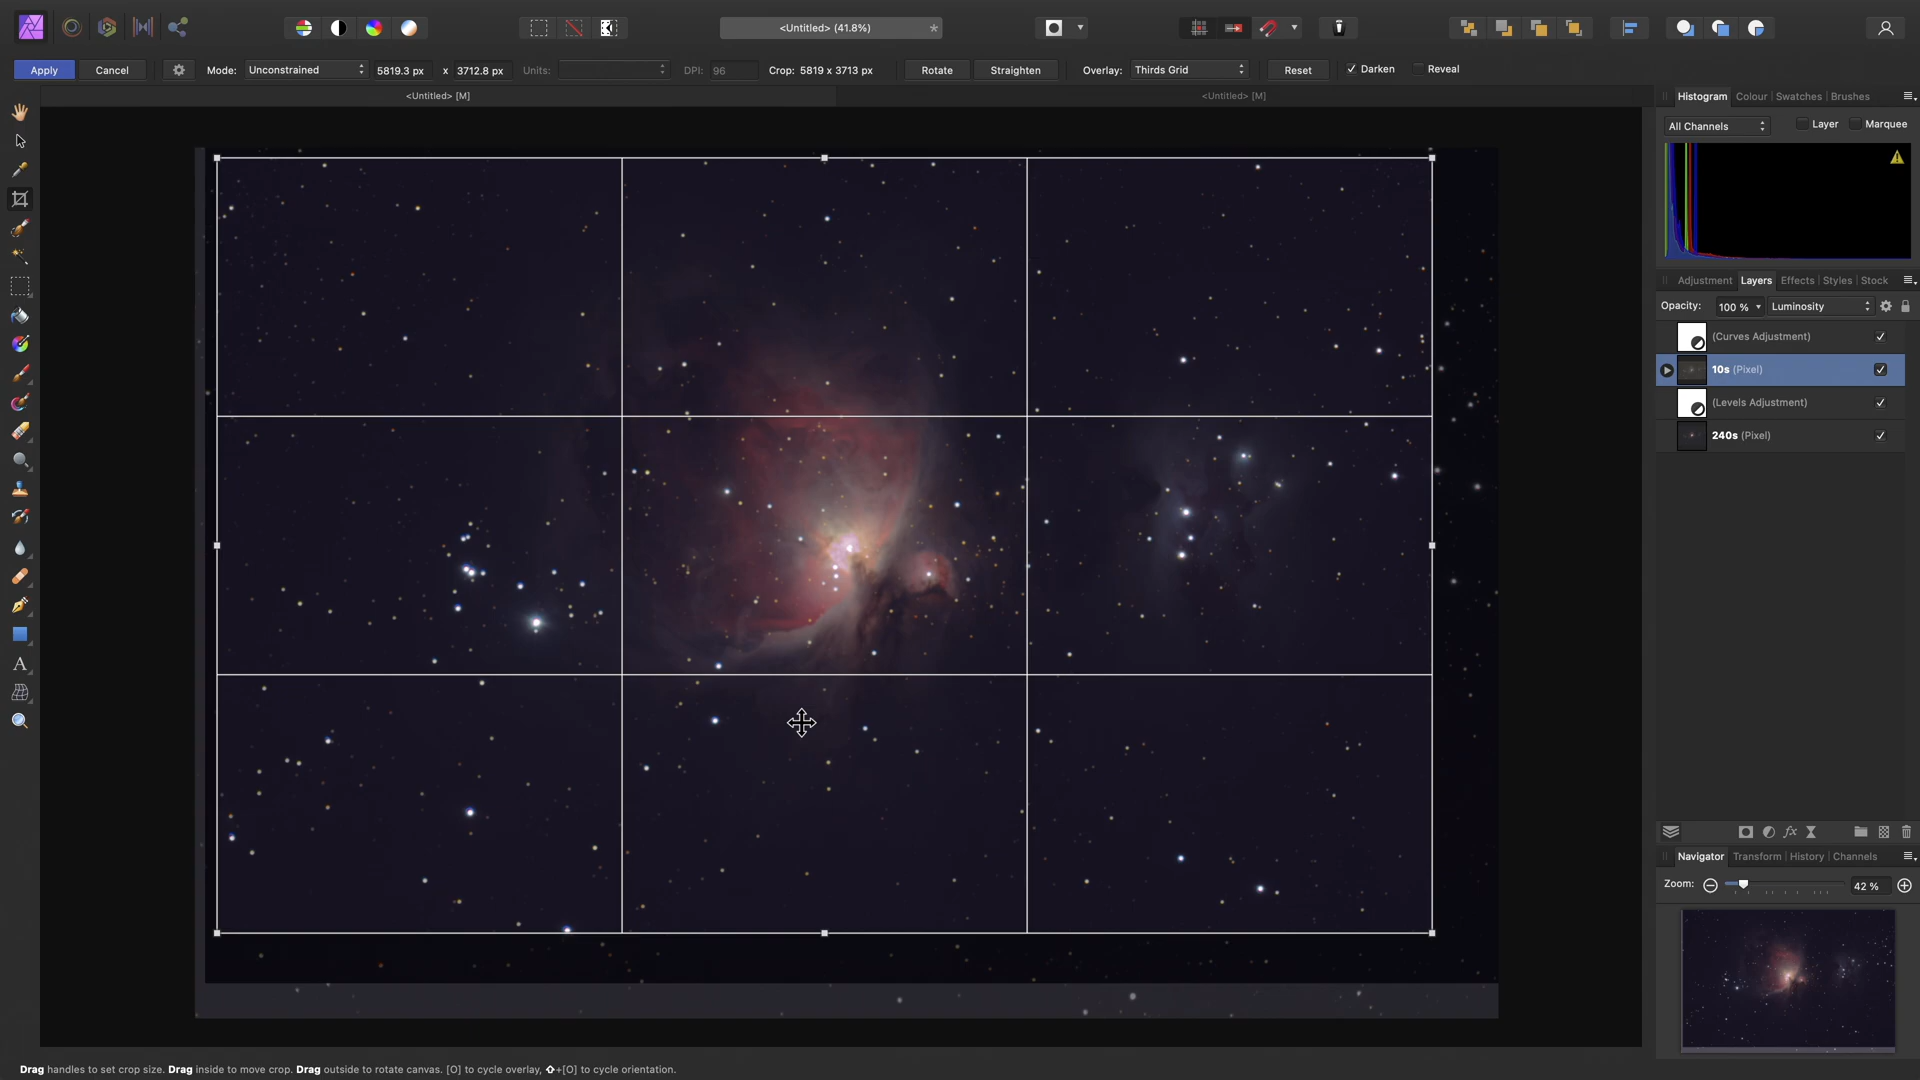 <Untitled> (41.8%)
Apply Cancel Mode: Unconstrained 5819.3 px x 3712.8 px Units: DPI: 96 Crop: 5819 x 3713 px Rotate Straighten Overlay: Thirds Grid Reset Darken Reveal
<Untitled> [M] <Untitled> [M]
Histogram Colour Swatches Brushes
All Channels Layer Marquee
Adjustment Layers Effects Styles Stock
Opacity: 100 % Luminosity
(Curves Adjustment)
10s (Pixel)
(Levels Adjustment)
240s (Pixel)
fx
Navigator Transform History Channels
Zoom: 42 %
A
Drag handles to set crop size. Drag inside to move crop. Drag outside to rotate canvas. [O] to cycle overlay, ⇧+[O] to cycle orientation.